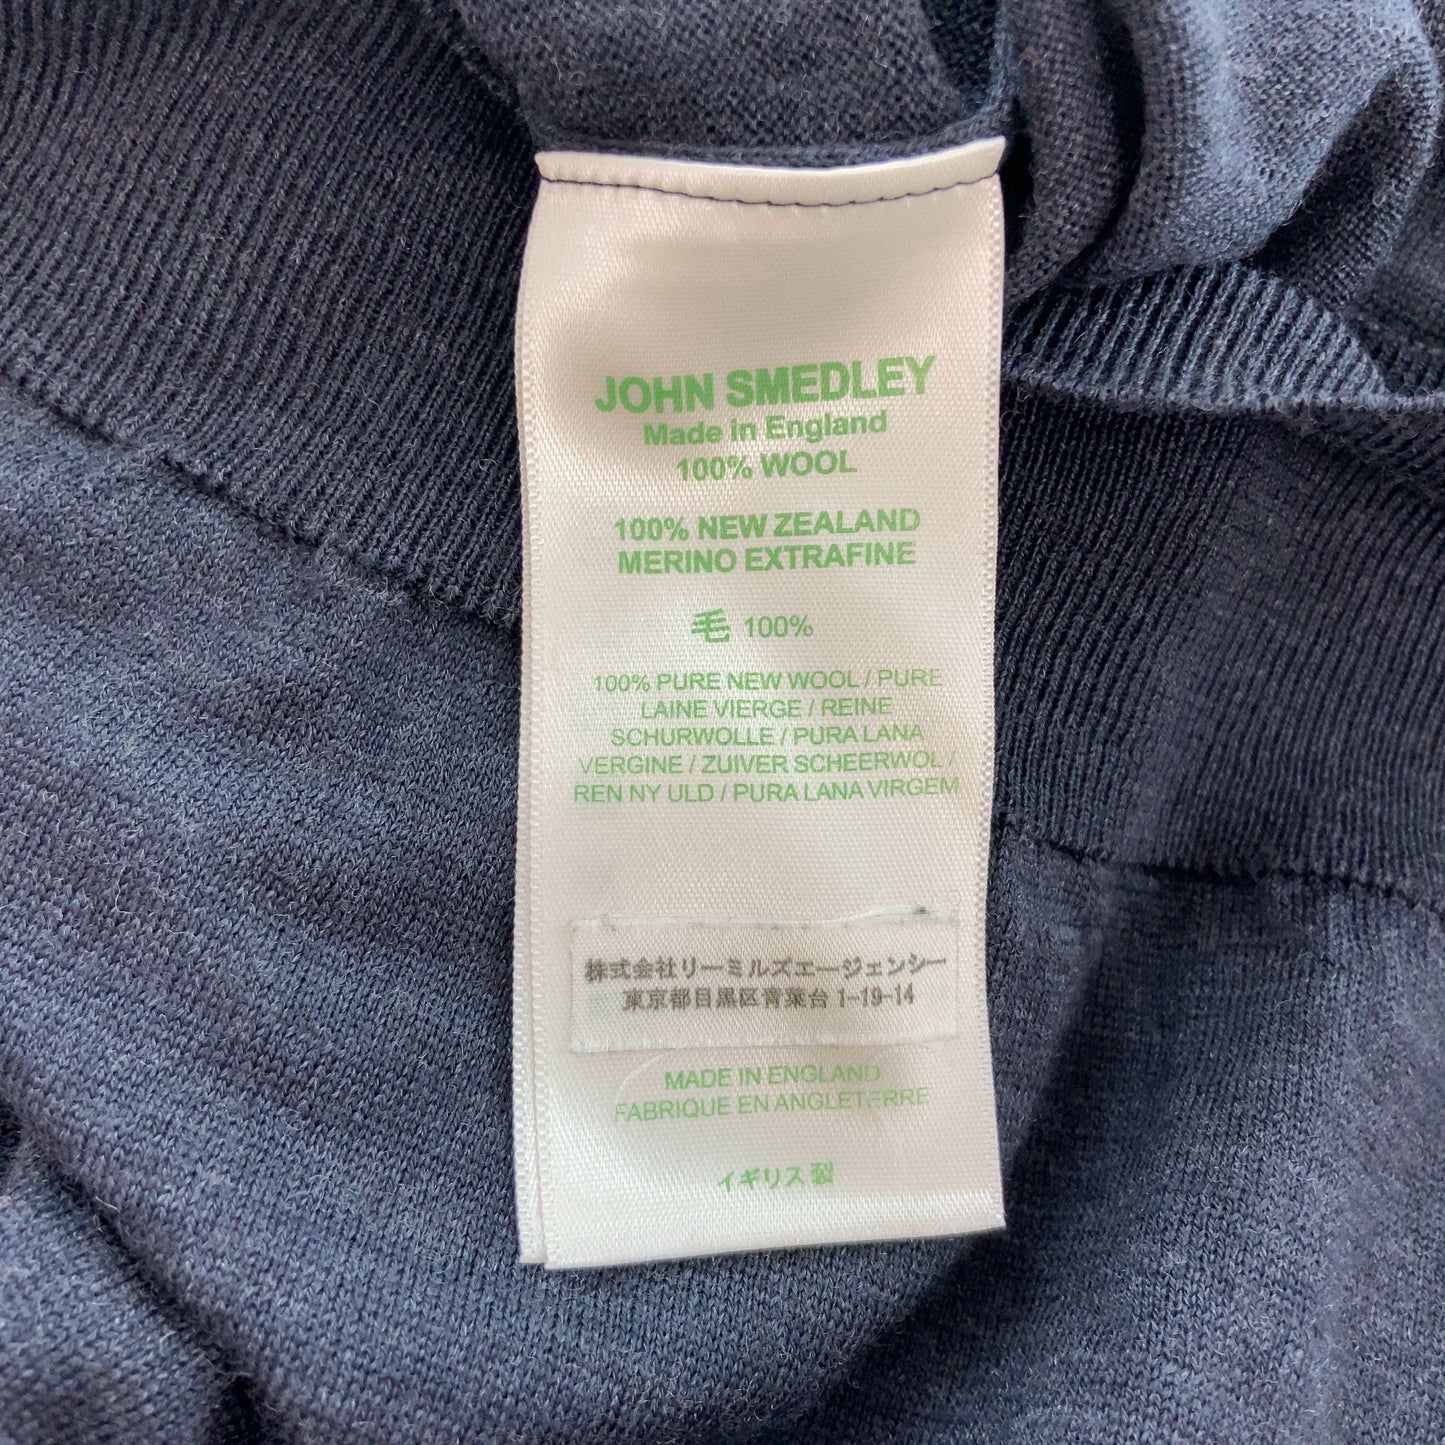 JOHN SMEDLEY
Made in England
100% WOOL
100% NEW ZEALAND
MERINO EXTRAFINE
毛 100%
100% PURE NEW WOOL / PURE
LAINE VIERGE / REINE
SCHURWOLLE / PURA LANA
VERGINE / ZUIVER SCHEERWOL /
REN NY ULD / PURA LANA VIRGEM
株式会社リーミルズエージェンシー
東京都目黒区青葉台 1-19-14
MADE IN ENGLAND
FABRIQUE EN ANGLETERRE
イギリス製